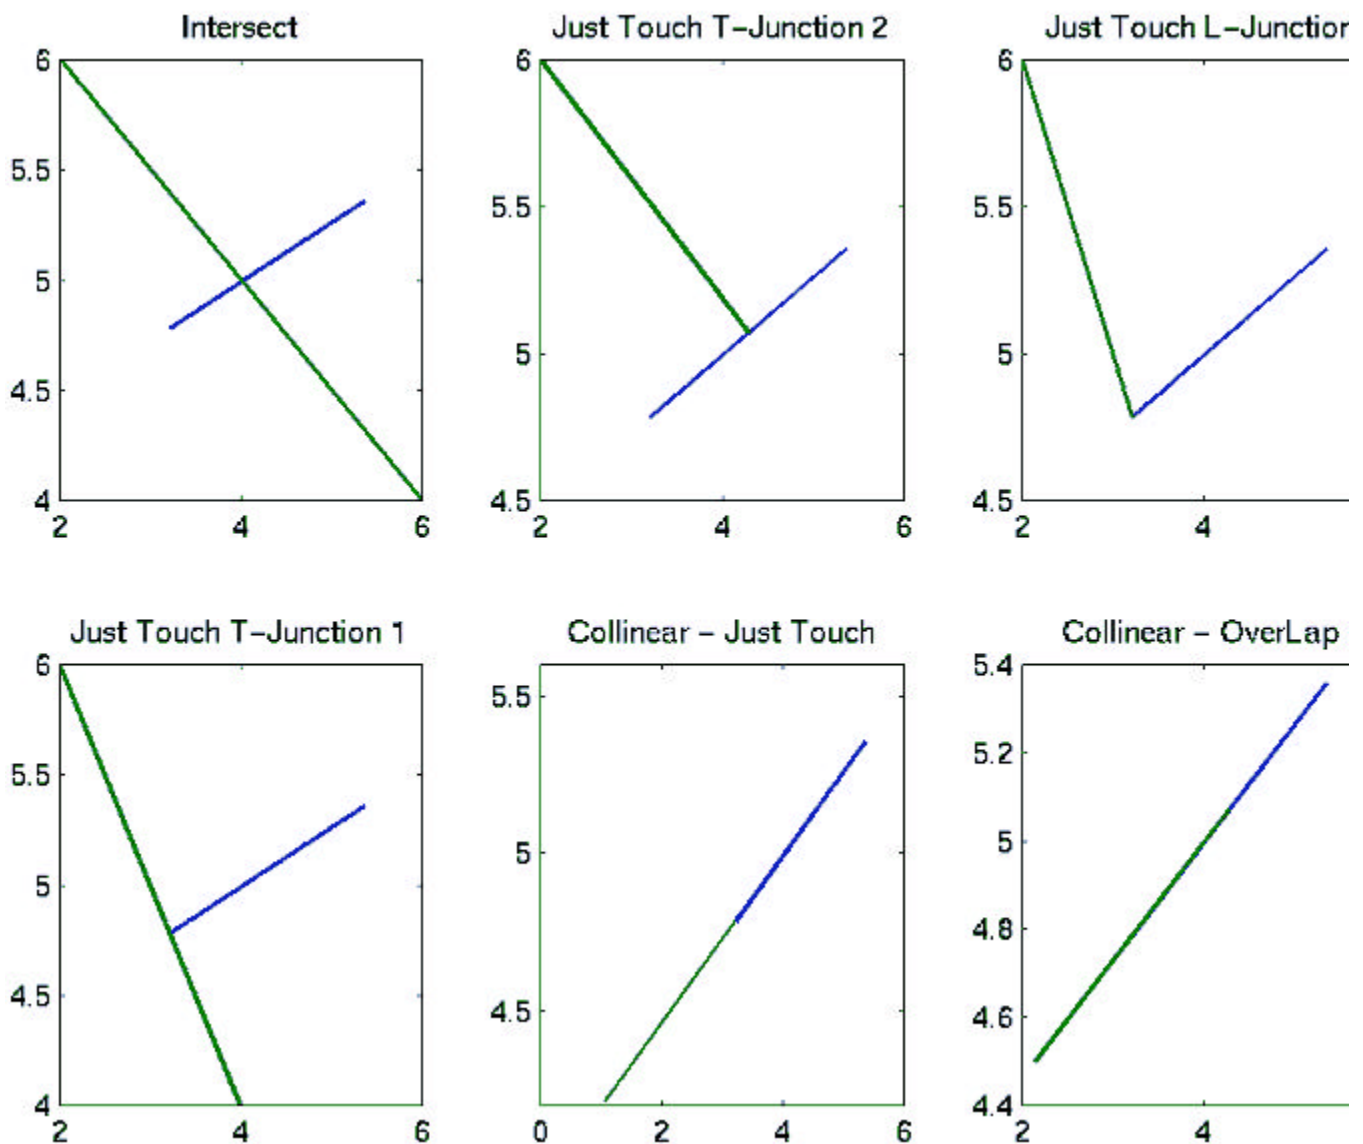 Intersect
6
5.5
5
4.5
4
2 4 6
Just Touch T-Junction 2
6
5.5
5
4.5
2 4 6
Just Touch L-Junction
6
5.5
5
4.5
2 4
Just Touch T-Junction 1
6
5.5
5
4.5
4
2 4 6
Collinear - Just Touch
5.5
5
4.5
0 2 4 6
Collinear - OverLap
5.4
5.2
5
4.8
4.6
4.4
2 4